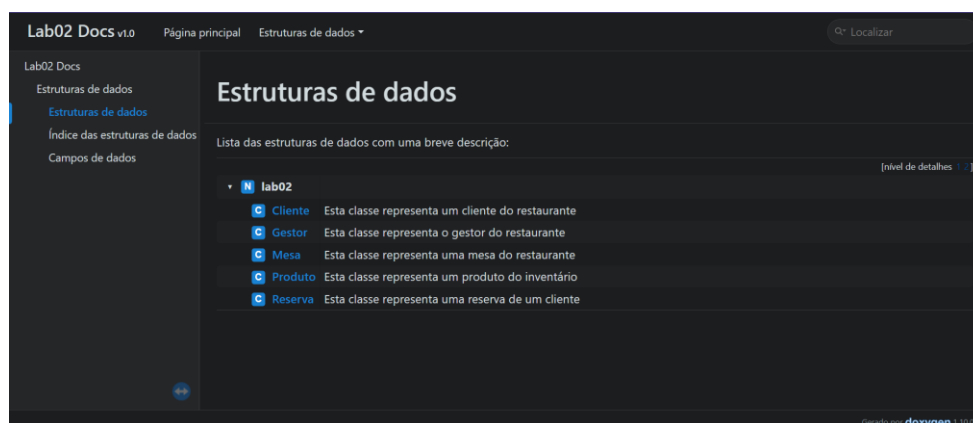 Lab02 Docs v1.0 Página principal Estruturas de dados Localizar
Lab02 Docs
Estruturas de dados
Estruturas de dados
Índice das estruturas de dados
Campos de dados
Estruturas de dados
Lista das estruturas de dados com uma breve descrição:
[nível de detalhes 1 2]
N lab02
C Cliente Esta classe representa um cliente do restaurante
C Gestor Esta classe representa o gestor do restaurante
C Mesa Esta classe representa uma mesa do restaurante
C Produto Esta classe representa um produto do inventário
C Reserva Esta classe representa uma reserva de um cliente
Gerado por doxygen